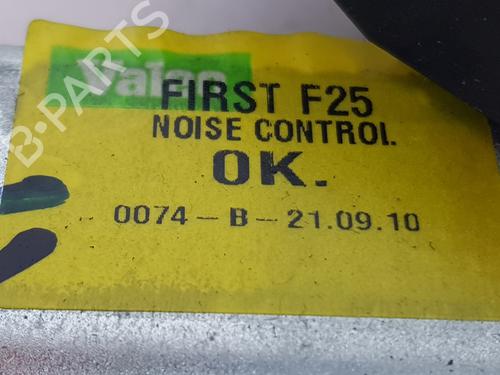 B-PARTS
Valeo
FIRST F25
NOISE CONTROL
OK.
0074-B-21.09.10